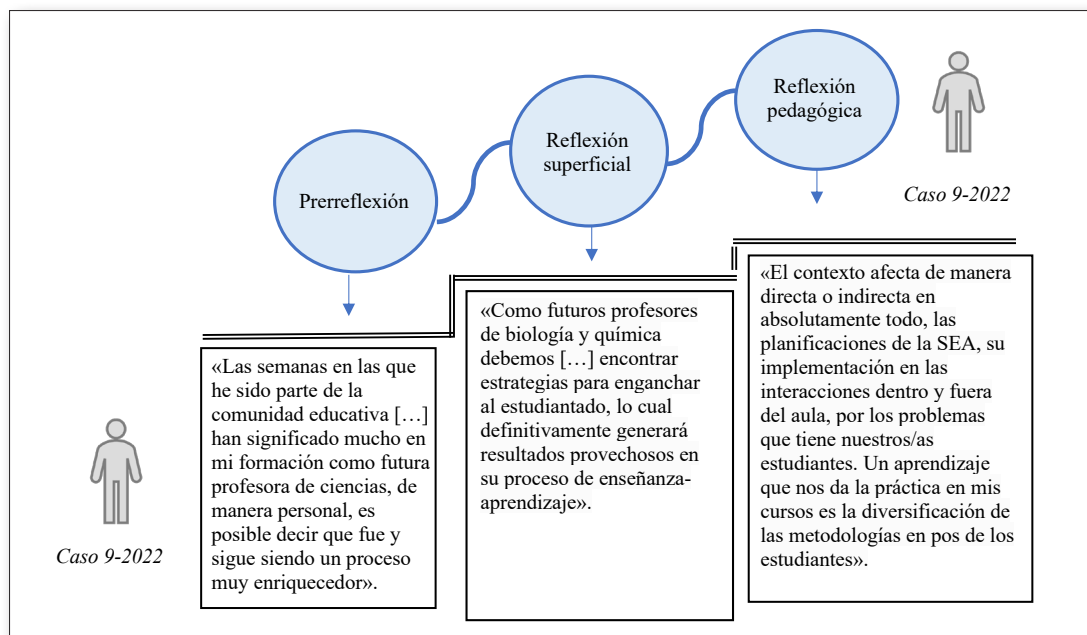 Reflexión
pedagógica
Reflexión
superficial
Prerreflexión
Caso 9-2022
«Las semanas en las que
he sido parte de la
comunidad educativa […]
han significado mucho en
mi formación como futura
profesora de ciencias, de
manera personal, es
posible decir que fue y
sigue siendo un proceso
muy enriquecedor».
«Como futuros profesores
de biología y química
debemos […] encontrar
estrategias para enganchar
al estudiantado, lo cual
definitivamente generará
resultados provechosos en
su proceso de enseñanza-
aprendizaje».
«El contexto afecta de manera
directa o indirecta en
absolutamente todo, las
planificaciones de la SEA, su
implementación en las
interacciones dentro y fuera
del aula, por los problemas
que tiene nuestros/as
estudiantes. Un aprendizaje
que nos da la práctica en mis
cursos es la diversificación de
las metodologías en pos de los
estudiantes».
Caso 9-2022